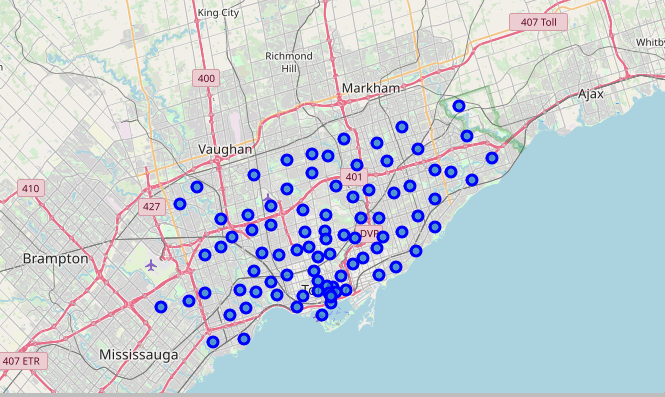 King City
407 Toll
Richmond
Hill
Whitby
400
Markham
Ajax
Vaughan
401
410
427
DVP
Brampton
To
Mississauga
407 ETR